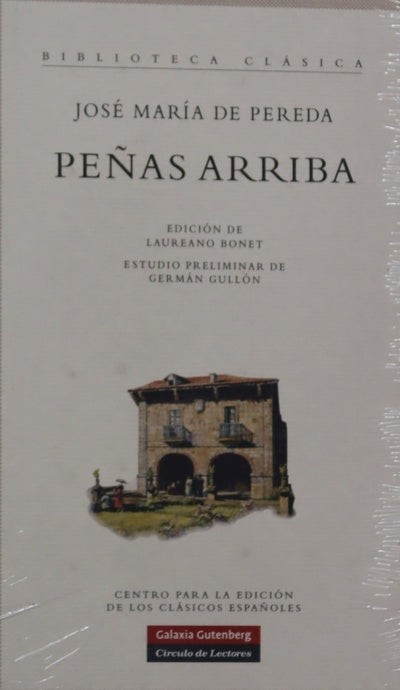 BIBLIOTECA CLÁSICA
JOSÉ MARÍA DE PEREDA
PEÑAS ARRIBA
EDICIÓN DE
LAUREANO BONET
ESTUDIO PRELIMINAR DE
GERMÁN GULLÓN
CENTRO PARA LA EDICIÓN
DE LOS CLÁSICOS ESPAÑOLES
Galaxia Gutenberg
Círculo de Lectores